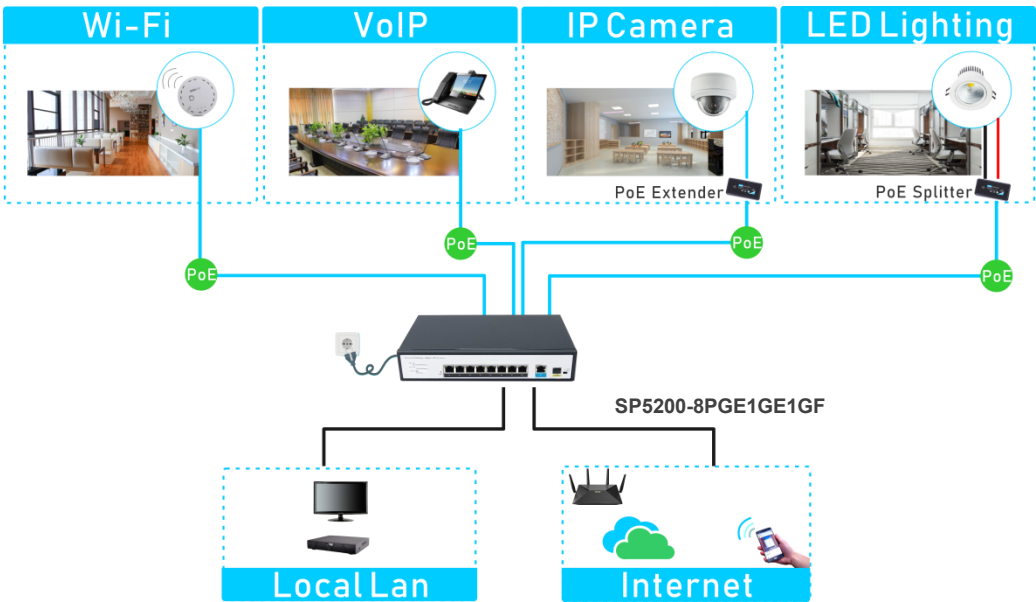 Wi-Fi
VoIP
IP Camera
LED Lighting
PoE Extender
PoE Splitter
PoE
PoE
PoE
PoE
SP5200-8PGE1GE1GF
Local Lan
Internet